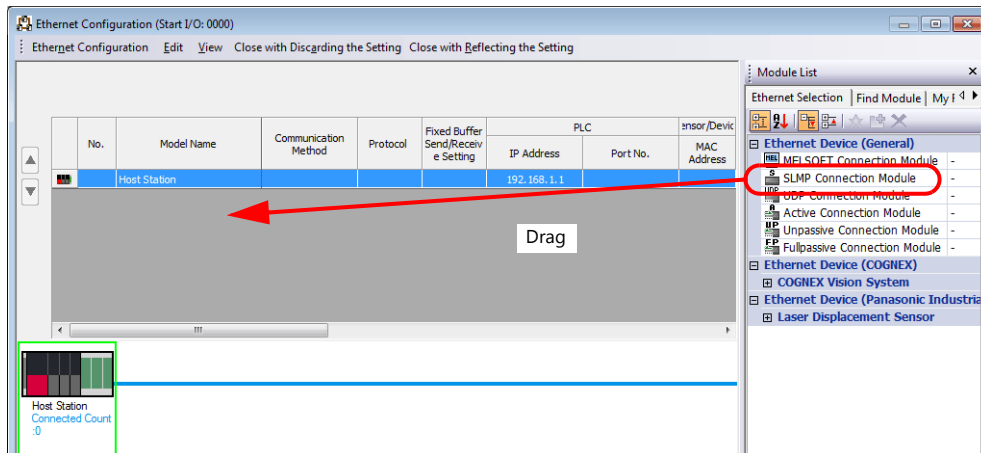 Ethernet Configuration (Start I/O: 0000)
Ethernet Configuration Edit View Close with Discarding the Setting Close with Reflecting the Setting
Module List
Ethernet Selection Find Module My F
No.
Model Name
Communication
Method
Protocol
Fixed Buffer
Send/Receiv
e Setting
PLC
IP Address
Port No.
ensor/Devic
MAC
Address
Host Station
192.168.1.1
Drag
Ethernet Device (General)
MELSOFT Connection Module -
SLMP Connection Module -
UDP Connection Module -
Active Connection Module -
Unpassive Connection Module -
Fullpassive Connection Module -
Ethernet Device (COGNEX)
COGNEX Vision System
Ethernet Device (Panasonic Industria
Laser Displacement Sensor
Host Station
Connected Count
:0